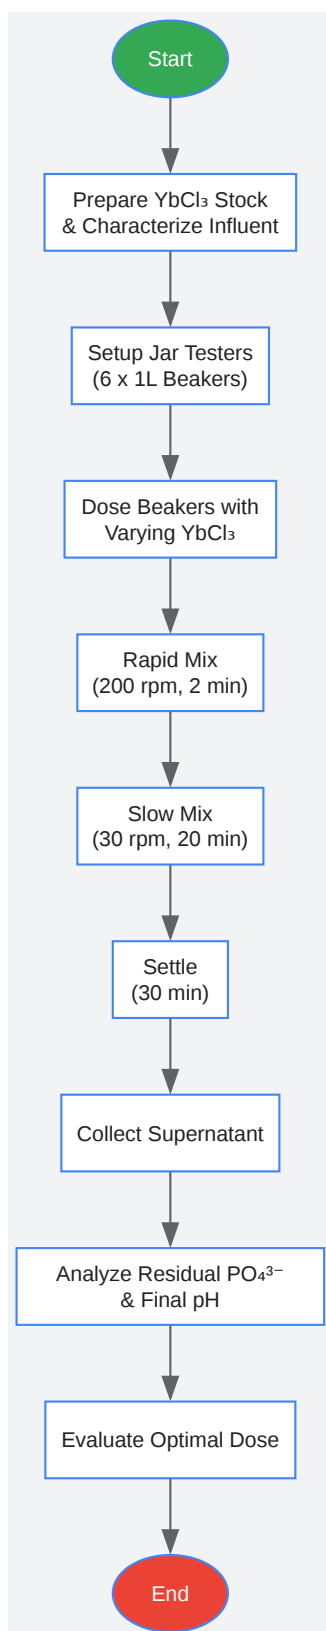 Start
Prepare YbCl₃ Stock
& Characterize Influent
Setup Jar Testers
(6 x 1L Beakers)
Dose Beakers with
Varying YbCl₃
Rapid Mix
(200 rpm, 2 min)
Slow Mix
(30 rpm, 20 min)
Settle
(30 min)
Collect Supernatant
Analyze Residual PO₄³⁻
& Final pH
Evaluate Optimal Dose
End